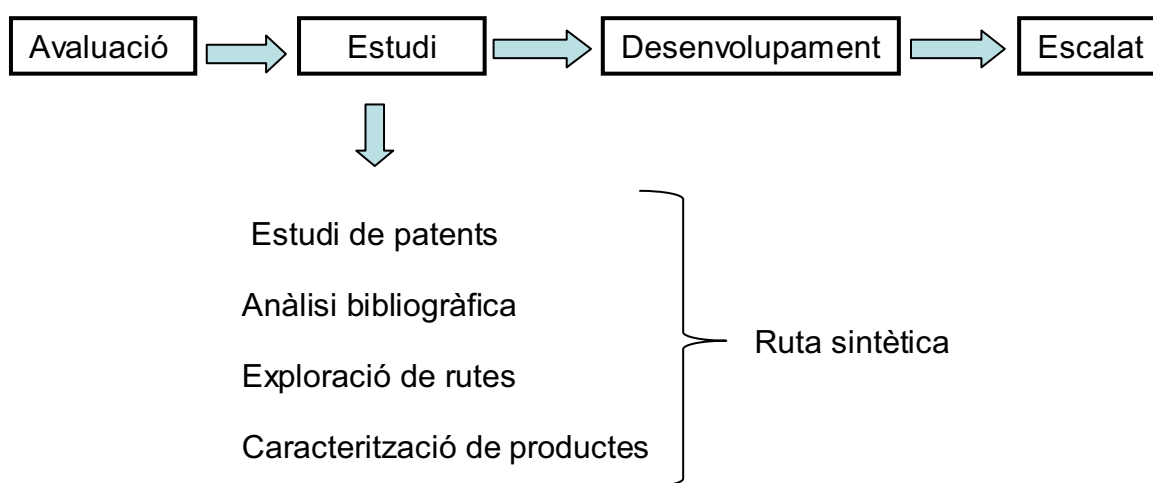 Avaluació
Estudi
Desenvolupament
Escalat
Estudi de patents
Anàlisi bibliogràfica
Exploració de rutes
Caracterització de productes
Ruta sintètica